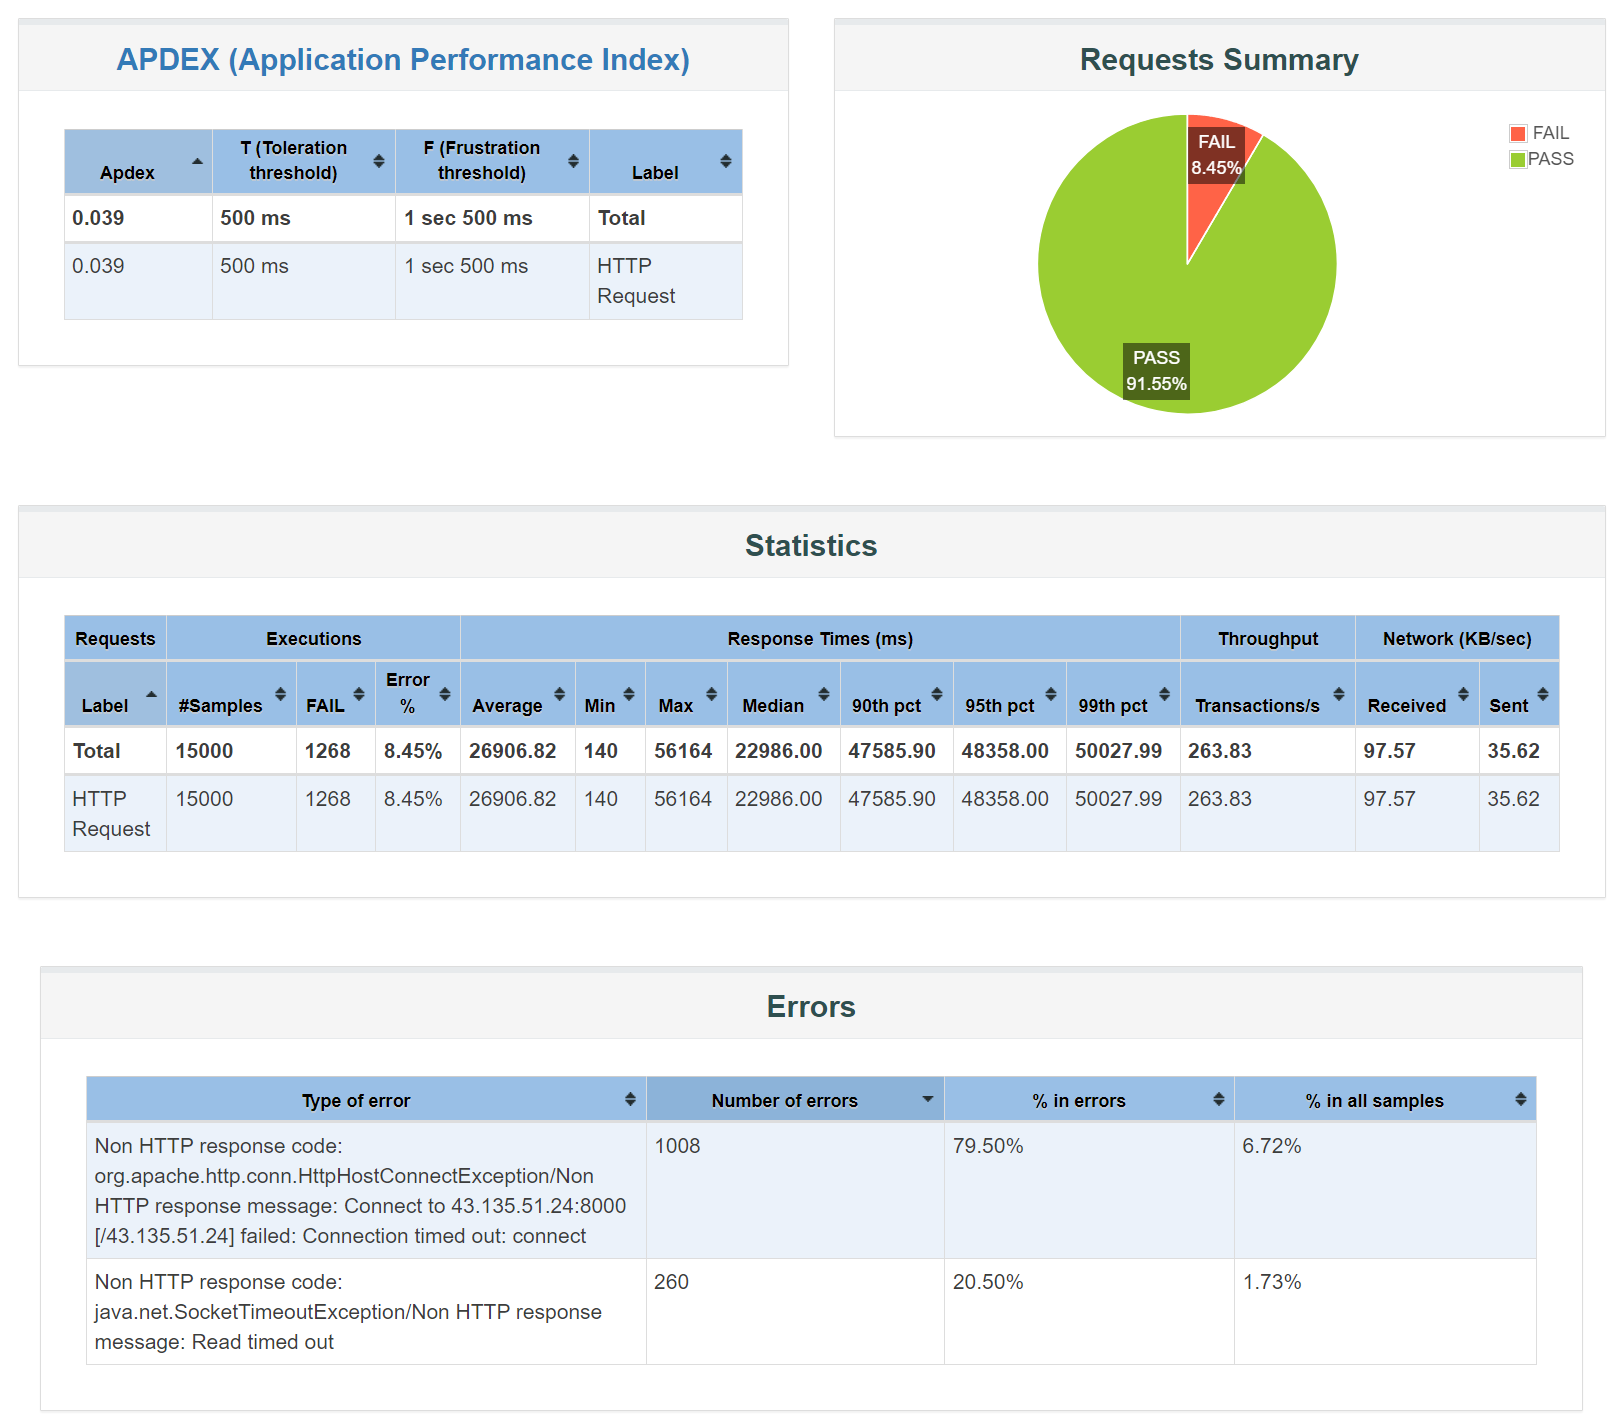 APDEX (Application Performance Index)
Apdex T (Toleration threshold) F (Frustration threshold) Label
0.039 500 ms 1 sec 500 ms Total
0.039 500 ms 1 sec 500 ms HTTP Request
Requests Summary
FAIL
8.45%
PASS
91.55%
FAIL
PASS
Statistics
Requests Executions Response Times (ms) Throughput Network (KB/sec)
Label #Samples FAIL Error % Average Min Max Median 90th pct 95th pct 99th pct Transactions/s Received Sent
Total 15000 1268 8.45% 26906.82 140 56164 22986.00 47585.90 48358.00 50027.99 263.83 97.57 35.62
HTTP Request 15000 1268 8.45% 26906.82 140 56164 22986.00 47585.90 48358.00 50027.99 263.83 97.57 35.62
Errors
Type of error Number of errors % in errors % in all samples
Non HTTP response code:
org.apache.http.conn.HttpHostConnectException/Non
HTTP response message: Connect to 43.135.51.24:8000
[/43.135.51.24] failed: Connection timed out: connect
1008 79.50% 6.72%
Non HTTP response code:
java.net.SocketTimeoutException/Non HTTP response
message: Read timed out
260 20.50% 1.73%